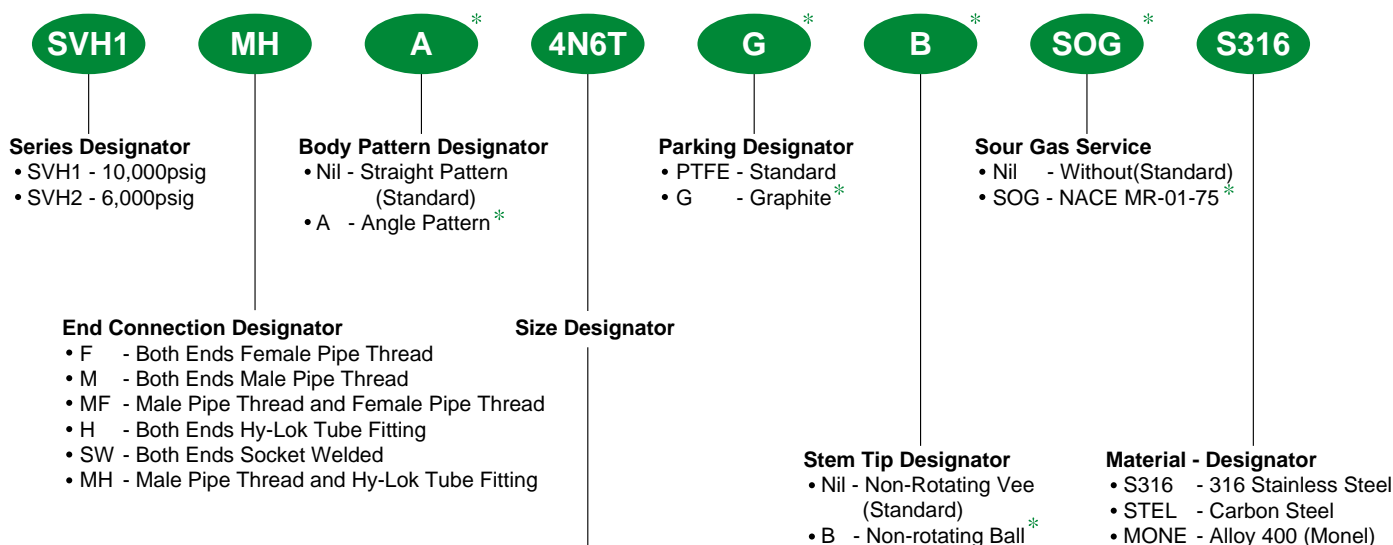 SVH1 MH A* 4N6T G* B* SOG* S316
Series Designator
• SVH1 - 10,000psig
• SVH2 - 6,000psig
Body Pattern Designator
• Nil - Straight Pattern
(Standard)
• A - Angle Pattern*
Parking Designator
• PTFE - Standard
• G - Graphite*
Sour Gas Service
• Nil - Without(Standard)
• SOG - NACE MR-01-75*
End Connection Designator
• F - Both Ends Female Pipe Thread
• M - Both Ends Male Pipe Thread
• MF - Male Pipe Thread and Female Pipe Thread
• H - Both Ends Hy-Lok Tube Fitting
• SW - Both Ends Socket Welded
• MH - Male Pipe Thread and Hy-Lok Tube Fitting
Size Designator
Stem Tip Designator
• Nil - Non-Rotating Vee
(Standard)
• B - Non-rotating Ball*
Material - Designator
• S316 - 316 Stainless Steel
• STEL - Carbon Steel
• MONE - Alloy 400 (Monel)